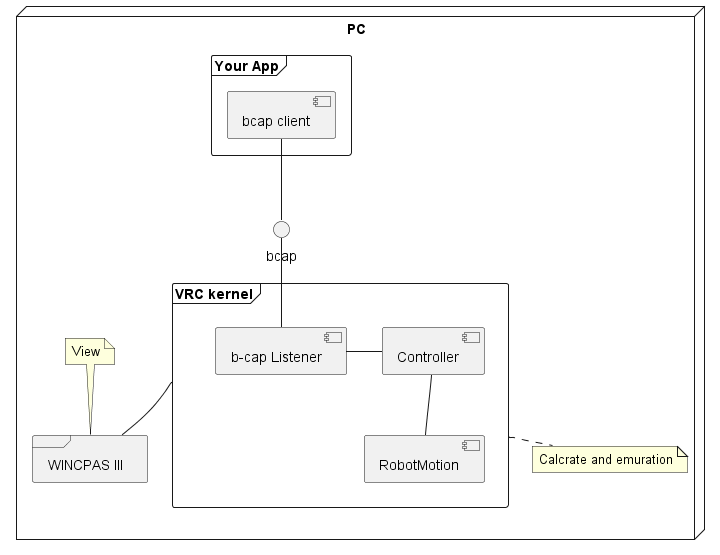 PC
Your App
bcap client
bcap
VRC kernel
b-cap Listener
Controller
View
WINCPAS III
RobotMotion
Calcrate and emuration